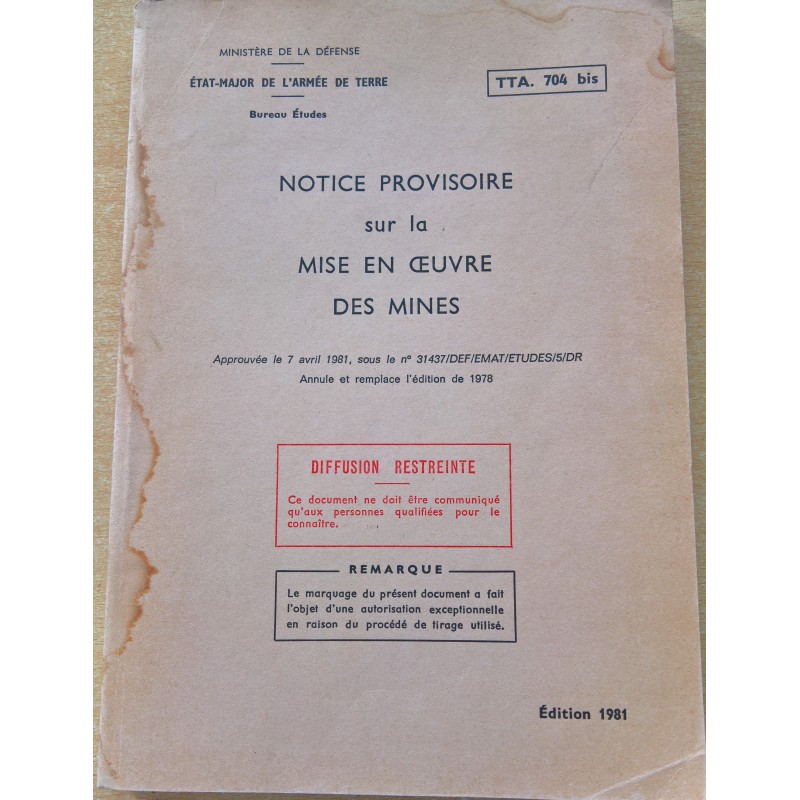 MINISTÈRE DE LA DÉFENSE
ÉTAT-MAJOR DE L'ARMÉE DE TERRE
Bureau Études
TTA. 704 bis
NOTICE PROVISOIRE
sur la
MISE EN ŒUVRE
DES MINES
Approuvée le 7 avril 1981, sous le n° 31437/DEF/EMAT/ETUDES/5/DR
Annule et remplace l'édition de 1978
DIFFUSION RESTREINTE
Ce document ne doit être communiqué
qu'aux personnes qualifiées pour le
connaître.
REMARQUE
Le marquage du présent document a fait
l'objet d'une autorisation exceptionnelle
en raison du procédé de tirage utilisé.
Édition 1981